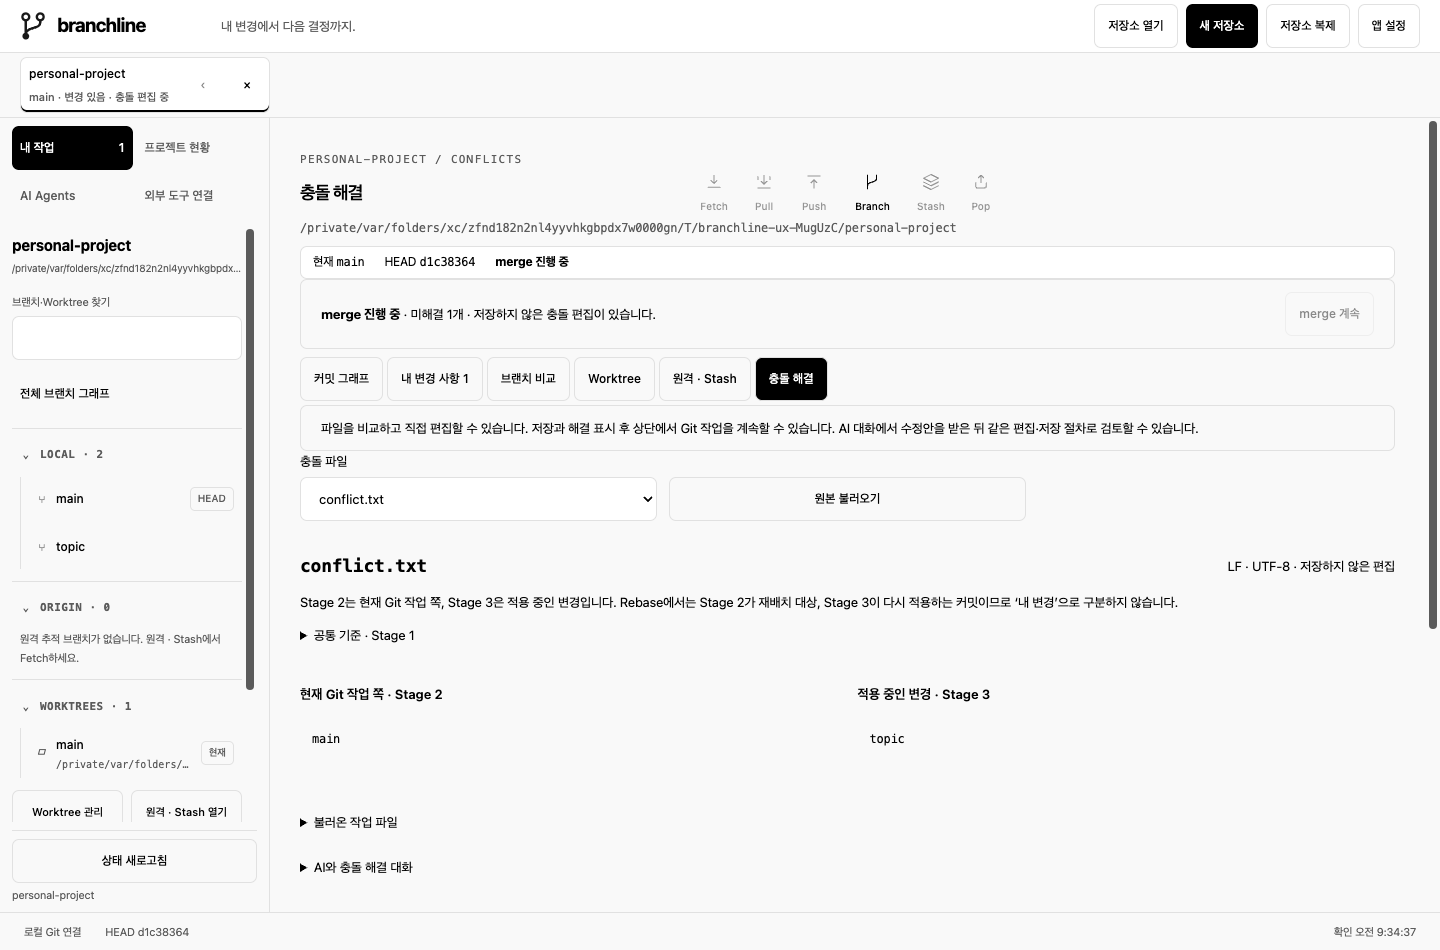 branchline
내 변경에서 다음 결정까지.
저장소 열기
새 저장소
저장소 복제
앱 설정
personal-project
main · 변경 있음 · 충돌 편집 중
‹
×
내 작업 1
프로젝트 현황
AI Agents
외부 도구 연결
personal-project
/private/var/folders/xc/zfnd182n2nl4yyvhkgbpdx...
브랜치·Worktree 찾기
전체 브랜치 그래프
LOCAL · 2
main HEAD
topic
ORIGIN · 0
원격 추적 브랜치가 없습니다. 원격 · Stash에서
Fetch하세요.
WORKTREES · 1
main
/private/var/folders/…
현재
Worktree 관리
원격 · Stash 열기
상태 새로고침
personal-project
PERSONAL-PROJECT / CONFLICTS
충돌 해결
Fetch
Pull
Push
Branch
Stash
Pop
/private/var/folders/xc/zfnd182n2nl4yyvhkgbpdx7w0000gn/T/branchline-ux-MugUzC/personal-project
현재 main HEAD d1c38364 merge 진행 중
merge 진행 중 · 미해결 1개 · 저장하지 않은 충돌 편집이 있습니다.
merge 계속
커밋 그래프
내 변경 사항 1
브랜치 비교
Worktree
원격 · Stash
충돌 해결
파일을 비교하고 직접 편집할 수 있습니다. 저장과 해결 표시 후 상단에서 Git 작업을 계속할 수 있습니다. AI 대화에서 수정안을 받은 뒤 같은 편집·저장 절차로 검토할 수 있습니다.
충돌 파일
conflict.txt
원본 불러오기
conflict.txt
LF · UTF-8 · 저장하지 않은 편집
Stage 2는 현재 Git 작업 쪽, Stage 3은 적용 중인 변경입니다. Rebase에서는 Stage 2가 재배치 대상, Stage 3이 다시 적용하는 커밋이므로 ‘내 변경’으로 구분하지 않습니다.
▶ 공통 기준 · Stage 1
현재 Git 작업 쪽 · Stage 2
적용 중인 변경 · Stage 3
main
topic
▶ 불러온 작업 파일
▶ AI와 충돌 해결 대화
로컬 Git 연결
HEAD d1c38364
확인 오전 9:34:37